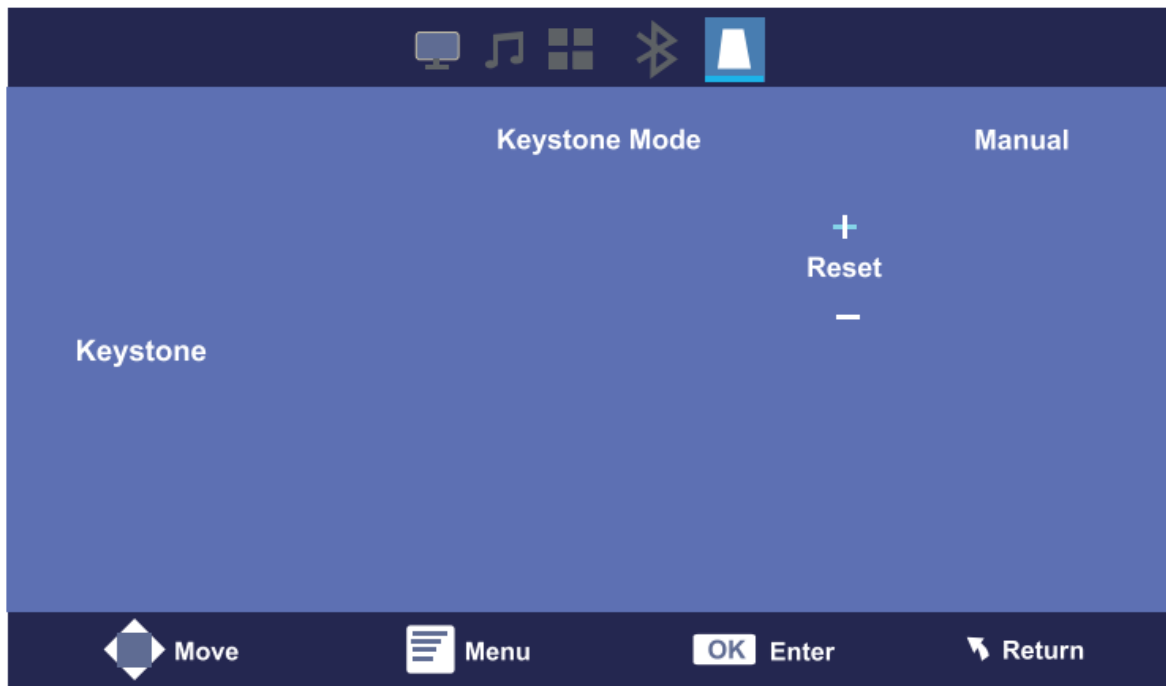 Keystone Mode Manual
+
Reset
−
Keystone
Move Menu OK Enter Return